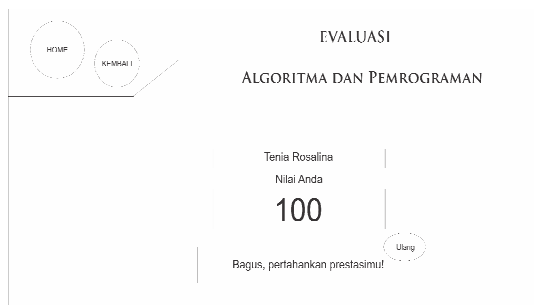 EVALUASI
HOME
KEMBALI
ALGORITMA DAN PEMROGRAMAN
Tenia Rosalina
Nilai Anda
100
Ulang
Bagus, pertahankan prestasimu!